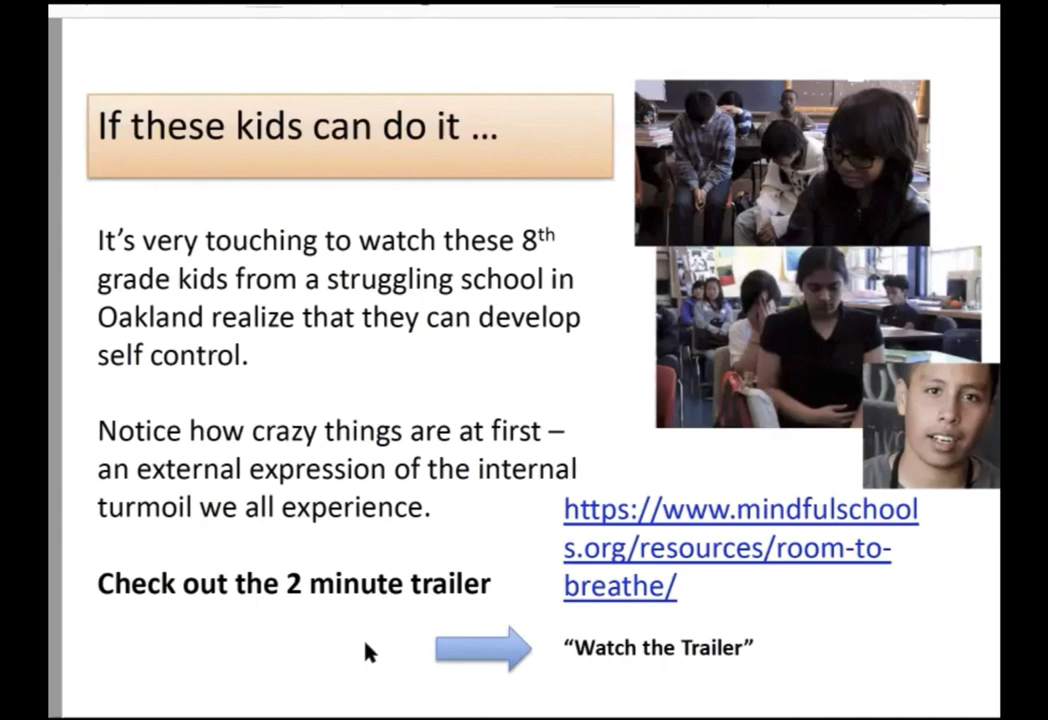 If these kids can do it ...
It's very touching to watch these 8th
grade kids from a struggling school in
Oakland realize that they can develop
self control.
Notice how crazy things are at first –
an external expression of the internal
turmoil we all experience.
Check out the 2 minute trailer
https://www.mindfulschool
s.org/resources/room-to-
breathe/
"Watch the Trailer"